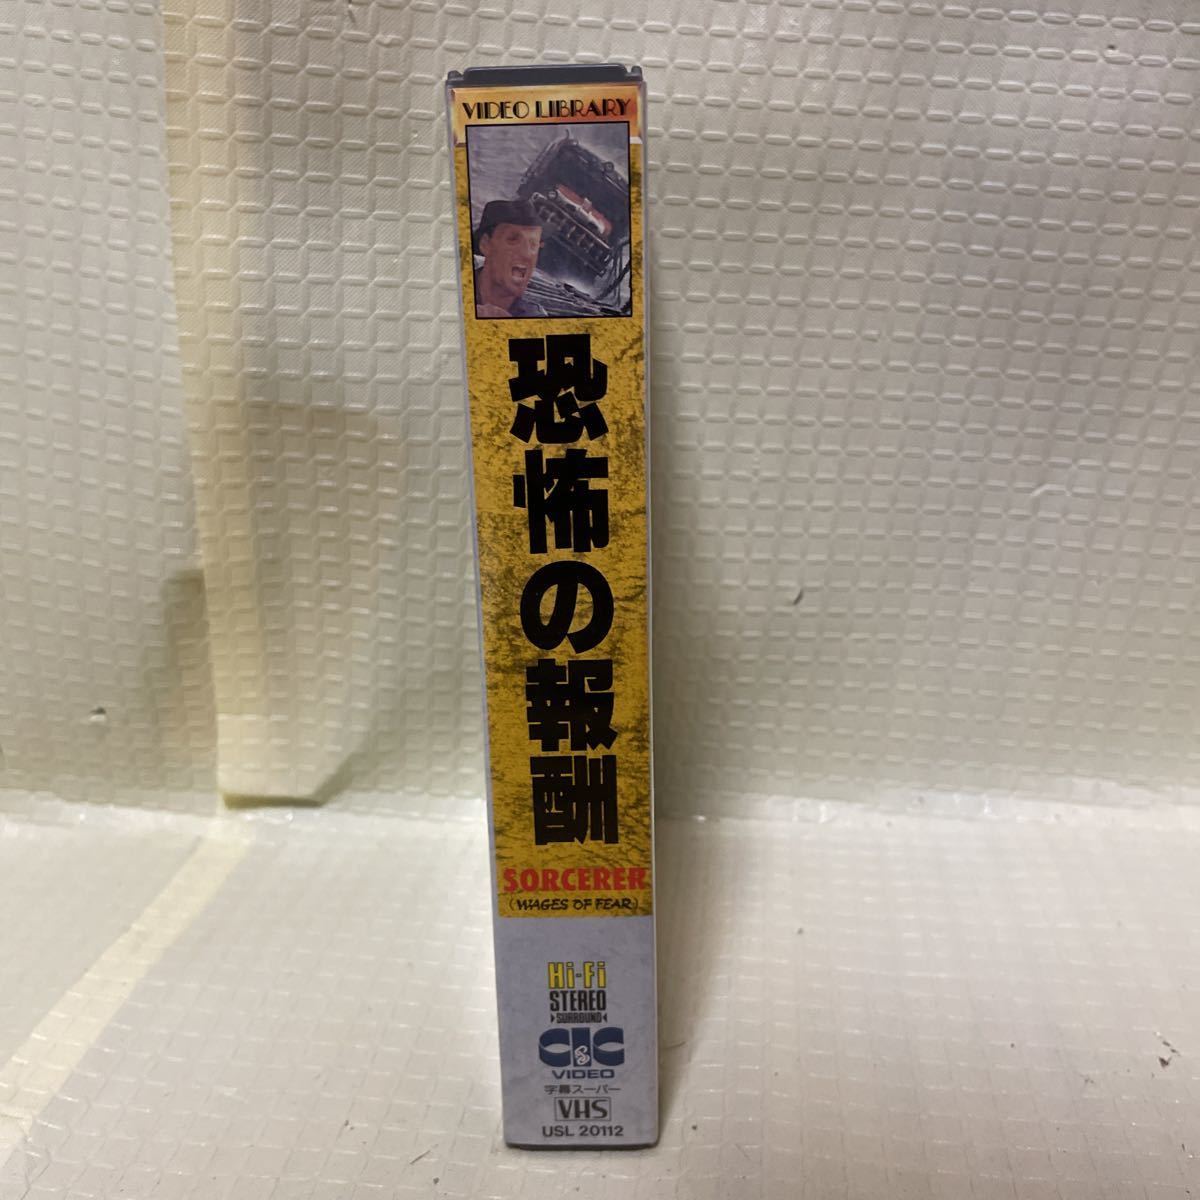 VIDEO LIBRARY
恐怖の報酬
SORCERER
(WAGES OF FEAR)
Hi-Fi
STEREO
SURROUND
CIC
VIDEO
字幕スーパー
VHS
USL 20112